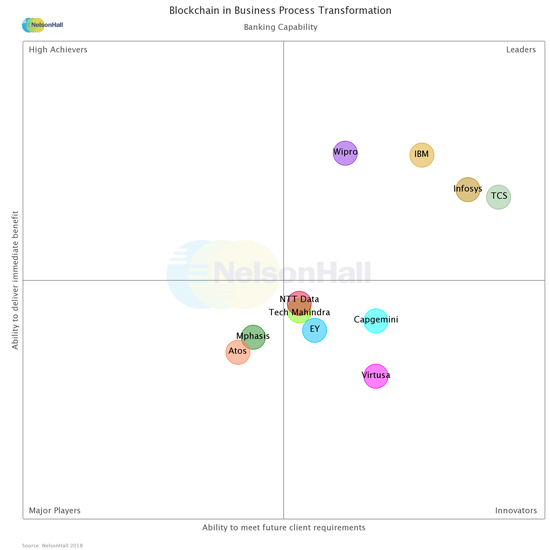 Blockchain in Business Process Transformation
NelsonHall
Banking Capability
High Achievers
Leaders
Wipro
IBM
Infosys
TCS
Ability to deliver immediate benefit
NelsonHall
NTT Data
Tech Mahindra
Capgemini
EY
Mphasis
Atos
Virtusa
Major Players
Innovators
Ability to meet future client requirements
Source: NelsonHall 2018